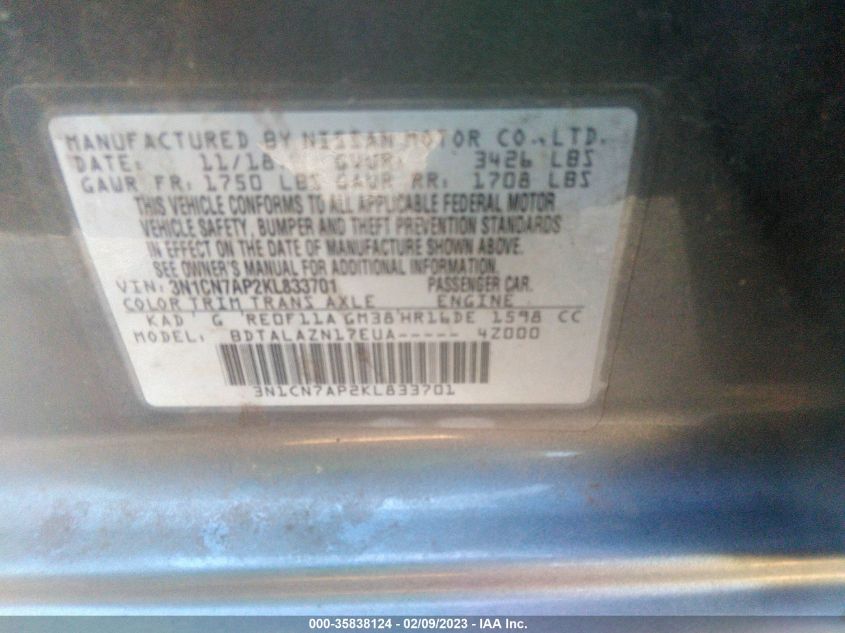 MANUFACTURED BY NISSAN MOTOR CO.,LTD.
DATE: 11/18 GVWR: 3426 LBS
GAWR FR: 1750 LBS GAWR RR: 1708 LBS
THIS VEHICLE CONFORMS TO ALL APPLICABLE FEDERAL MOTOR
VEHICLE SAFETY, BUMPER AND THEFT PREVENTION STANDARDS
IN EFFECT ON THE DATE OF MANUFACTURE SHOWN ABOVE.
SEE OWNER'S MANUAL FOR ADDITIONAL INFORMATION.
VIN: 3N1CN7AP2KL833701 PASSENGER CAR.
COLOR TRIM TRANS AXLE ENGINE
KAD G RE0F11A GM38 HR16DE 1598 CC
MODEL: BDTALAZN17EUA----- 4Z000
3N1CN7AP2KL833701
000-35838124 - 02/09/2023 - IAA Inc.